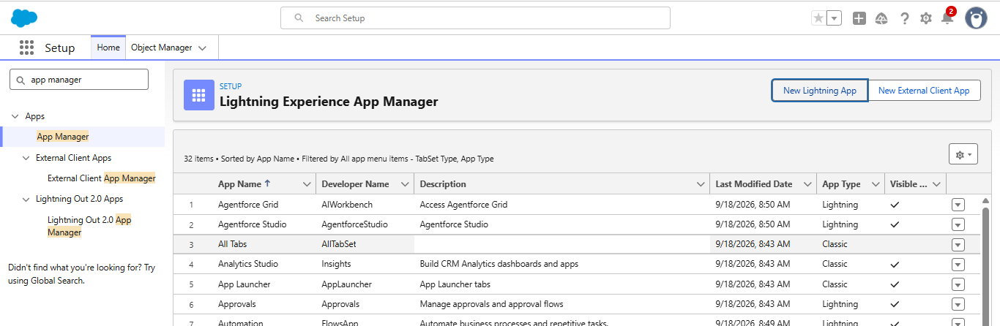 Search Setup
2
Setup
Home
Object Manager
app manager
Apps
App Manager
External Client Apps
External Client App Manager
Lightning Out 2.0 Apps
Lightning Out 2.0 App
Manager
Didn't find what you're looking for? Try
using Global Search.
SETUP
Lightning Experience App Manager
New Lightning App
New External Client App
32 items • Sorted by App Name • Filtered by All app menu items - TabSet Type, App Type
App Name ↑ Developer Name Description Last Modified Date App Type Visible ...
1 Agentforce Grid AIWorkbench Access Agentforce Grid 9/18/2026, 8:50 AM Lightning
2 Agentforce Studio AgentforceStudio Agentforce Studio 9/18/2026, 8:50 AM Lightning
3 All Tabs AllTabSet 9/18/2026, 8:43 AM Classic
4 Analytics Studio Insights Build CRM Analytics dashboards and apps 9/18/2026, 8:43 AM Classic
5 App Launcher AppLauncher App Launcher tabs 9/18/2026, 8:43 AM Classic
6 Approvals Approvals Manage approvals and approval flows 9/18/2026, 8:43 AM Lightning
7 Automation FlowsApp Automate business processes and repetitive tasks. 9/18/2026, 8:49 AM Lightning